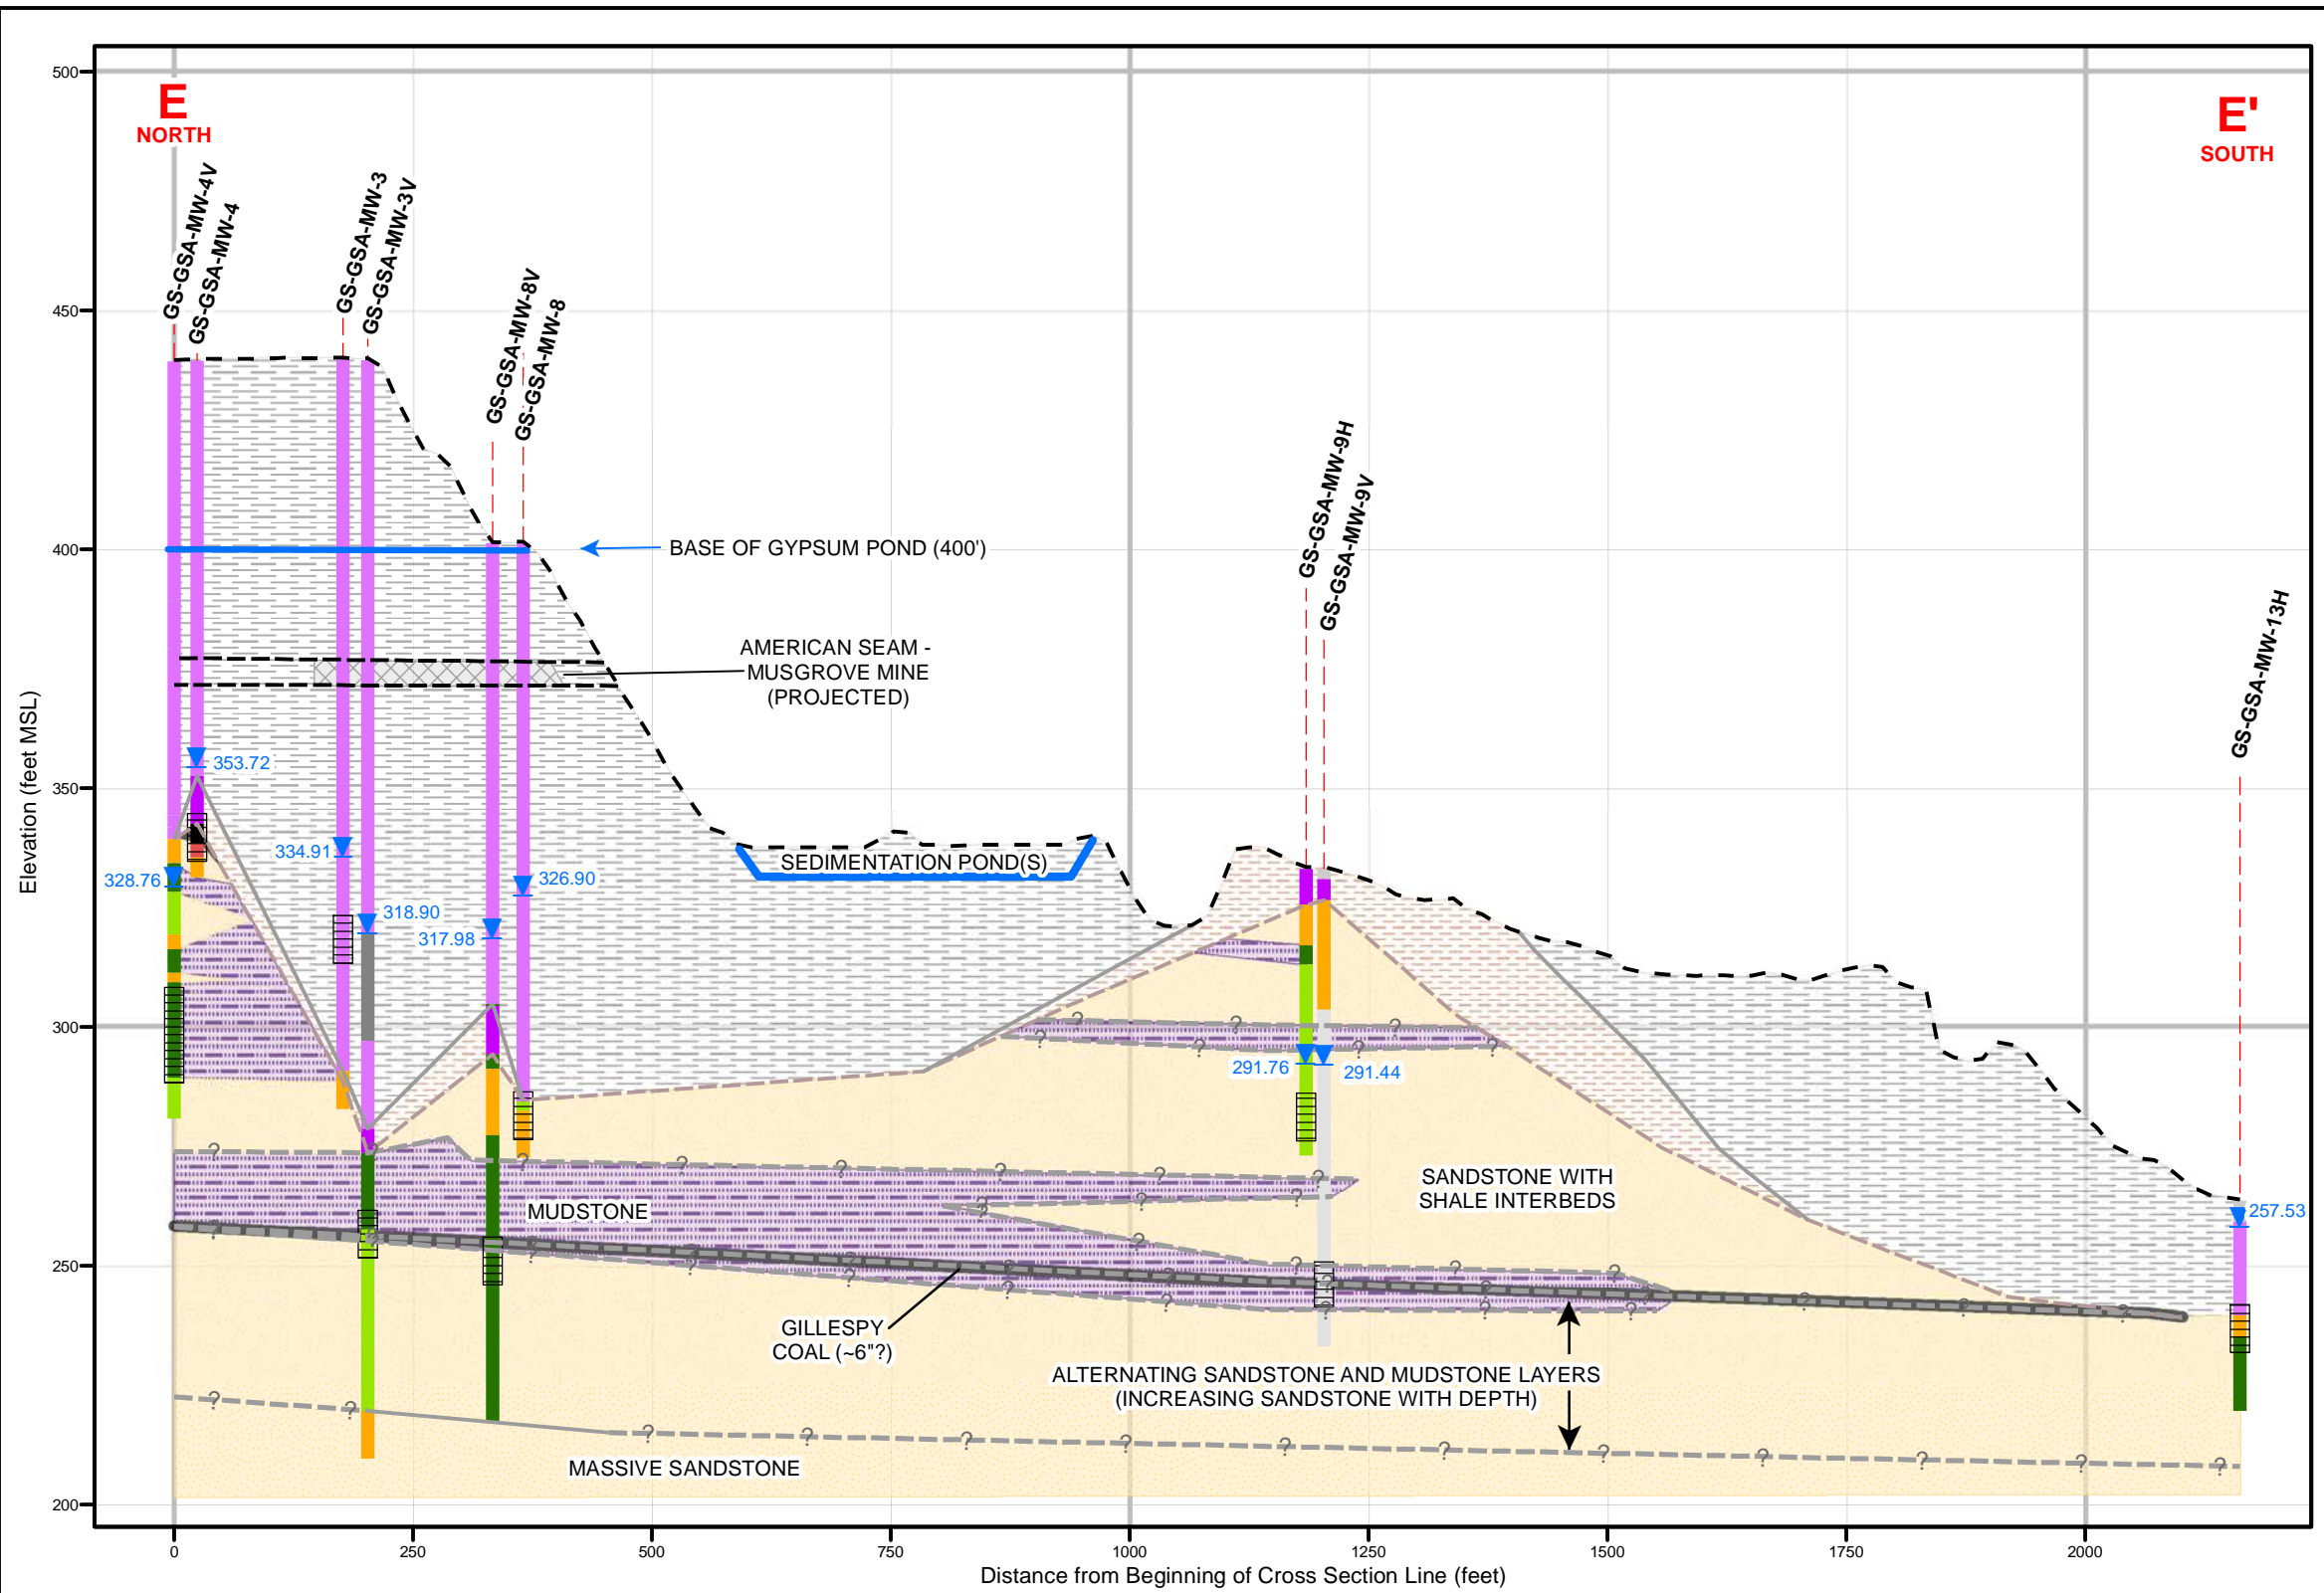 E
NORTH
E'
SOUTH
GS-GSA-MW-4V
GS-GSA-MW-4
GS-GSA-MW-3
GS-GSA-MW-3V
GS-GSA-MW-8V
GS-GSA-MW-8
GS-GSA-MW-9H
GS-GSA-MW-9V
GS-GSA-MW-13H
BASE OF GYPSUM POND (400')
AMERICAN SEAM -
MUSGROVE MINE
(PROJECTED)
353.72
334.91
328.76
318.90
317.98
326.90
SEDIMENTATION POND(S)
291.76
291.44
257.53
SANDSTONE WITH
SHALE INTERBEDS
MUDSTONE
GILLESPY
COAL (~6"?)
ALTERNATING SANDSTONE AND MUDSTONE LAYERS
(INCREASING SANDSTONE WITH DEPTH)
MASSIVE SANDSTONE
Elevation (feet MSL)
500
450
400
350
300
250
200
0
250
500
750
1000
1250
1500
1750
2000
Distance from Beginning of Cross Section Line (feet)